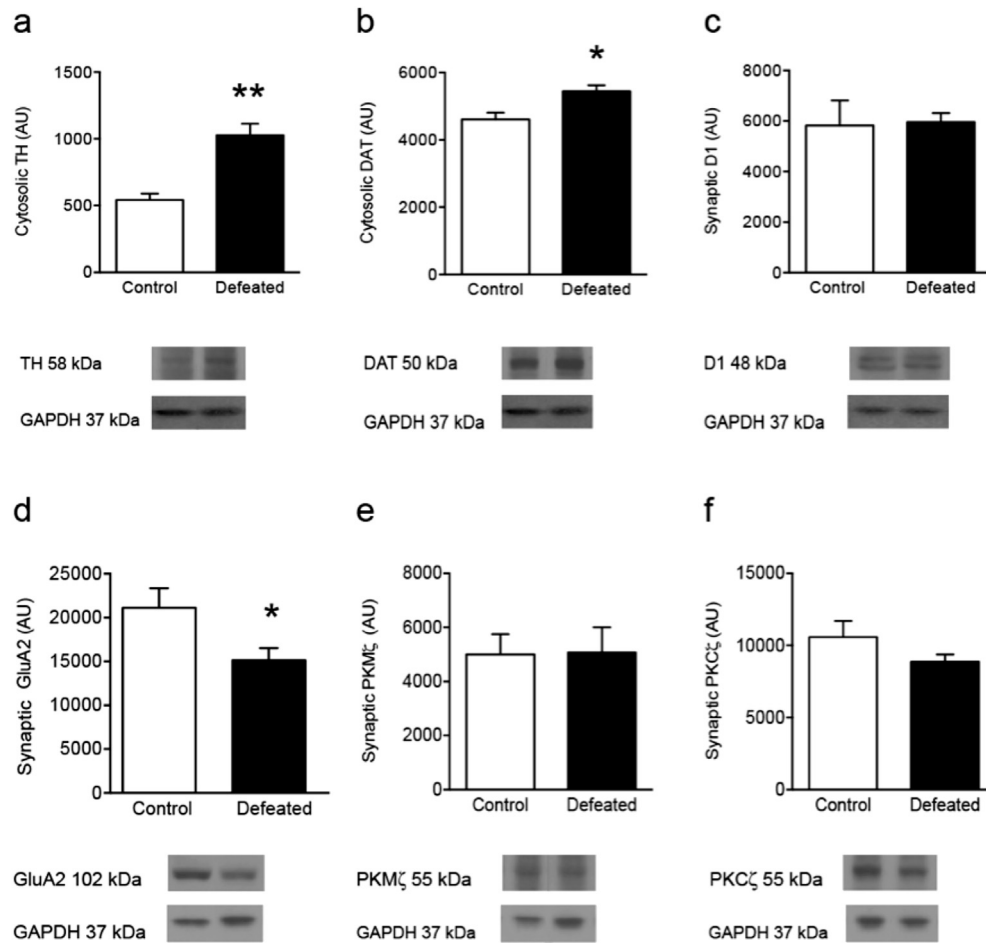 a
Cytosolic TH (AU)
1500
1000
500
0
**
Control Defeated
TH 58 kDa
GAPDH 37 kDa
b
Cytosolic DAT (AU)
6000
4000
2000
0
*
Control Defeated
DAT 50 kDa
GAPDH 37 kDa
c
Synaptic D1 (AU)
8000
6000
4000
2000
0
Control Defeated
D1 48 kDa
GAPDH 37 kDa
d
Synaptic GluA2 (AU)
25000
20000
15000
10000
5000
0
*
Control Defeated
GluA2 102 kDa
GAPDH 37 kDa
e
Synaptic PKMζ (AU)
8000
6000
4000
2000
0
Control Defeated
PKMζ 55 kDa
GAPDH 37 kDa
f
Synaptic PKCζ (AU)
15000
10000
5000
0
Control Defeated
PKCζ 55 kDa
GAPDH 37 kDa